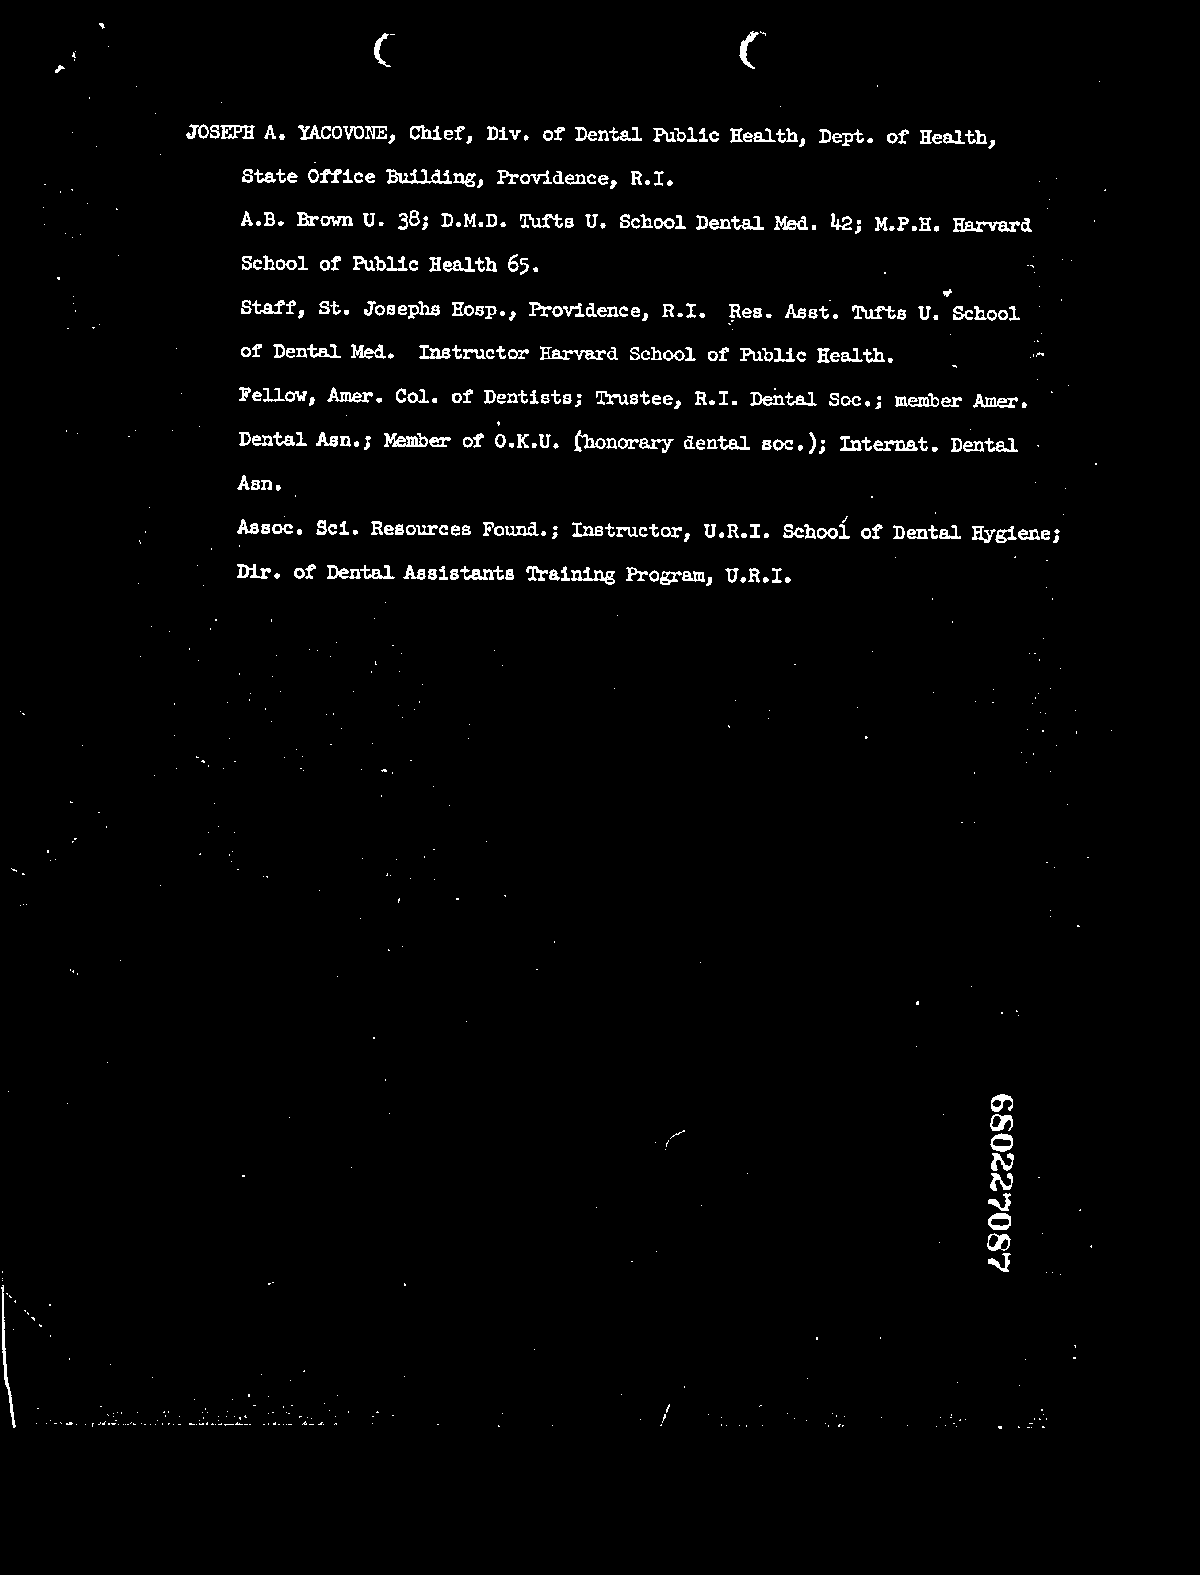 JOSEPH A. YACOVONE, Chief, Div. of Dental Public Health, Dept. of Health,
State Office Building, Providence, R.I.
A.B. Brown U. 38; D.M.D. Tufts U. School Dental Med. 42; M.P.H. Harvard
School of Public Health 65.
Staff, St. Josephs Hosp., Providence, R.I. Res. Asst. Tufts U. School
of Dental Med. Instructor Harvard School of Public Health.
Fellow, Amer. Col. of Dentists; Trustee, R.I. Dental Soc.; member Amer.
Dental Asn.; Member of O.K.U. (honorary dental soc.); Internat. Dental
Asn.
Assoc. Sci. Resources Found.; Instructor, U.R.I. School of Dental Hygiene;
Dir. of Dental Assistants Training Program, U.R.I.
680227087